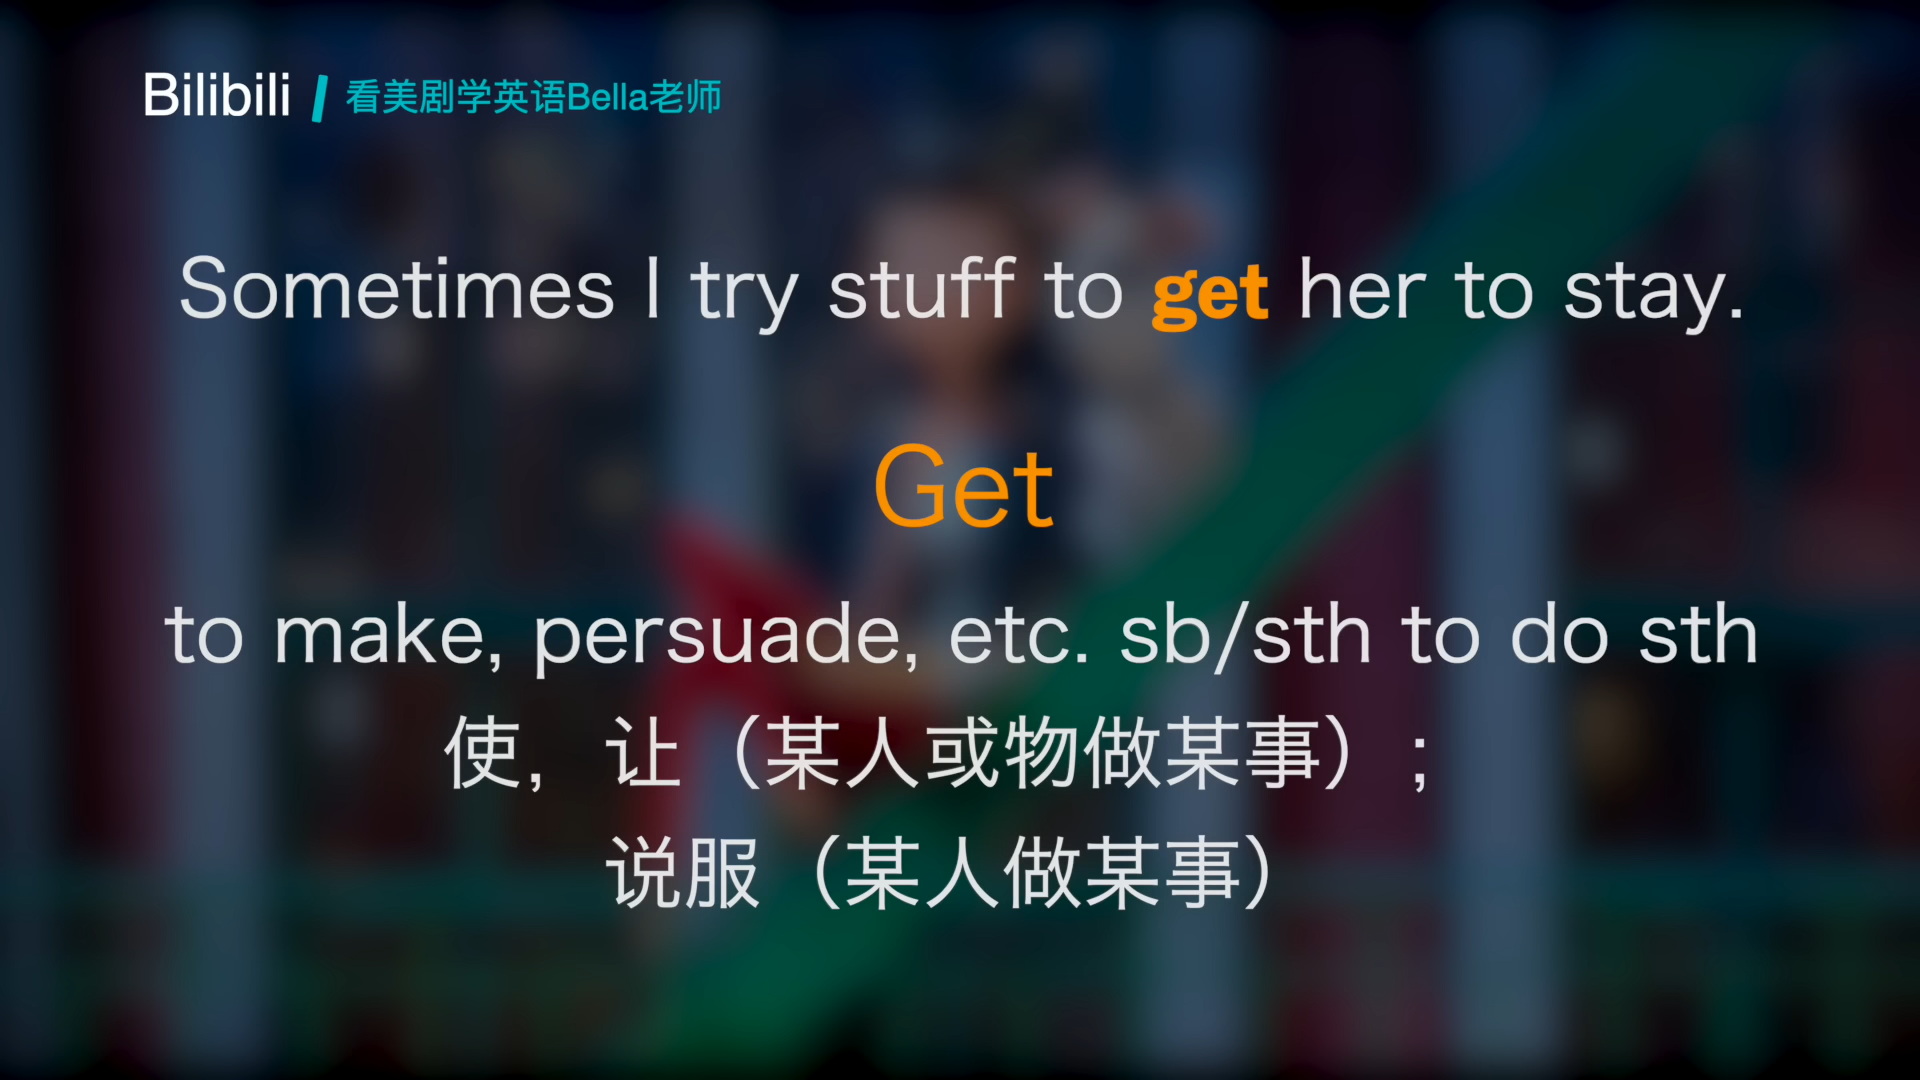 Bilibili / 看美剧学英语Bella老师
Sometimes I try stuff to get her to stay.
Get
to make, persuade, etc. sb/sth to do sth
使，让（某人或物做某事）;
说服（某人做某事）